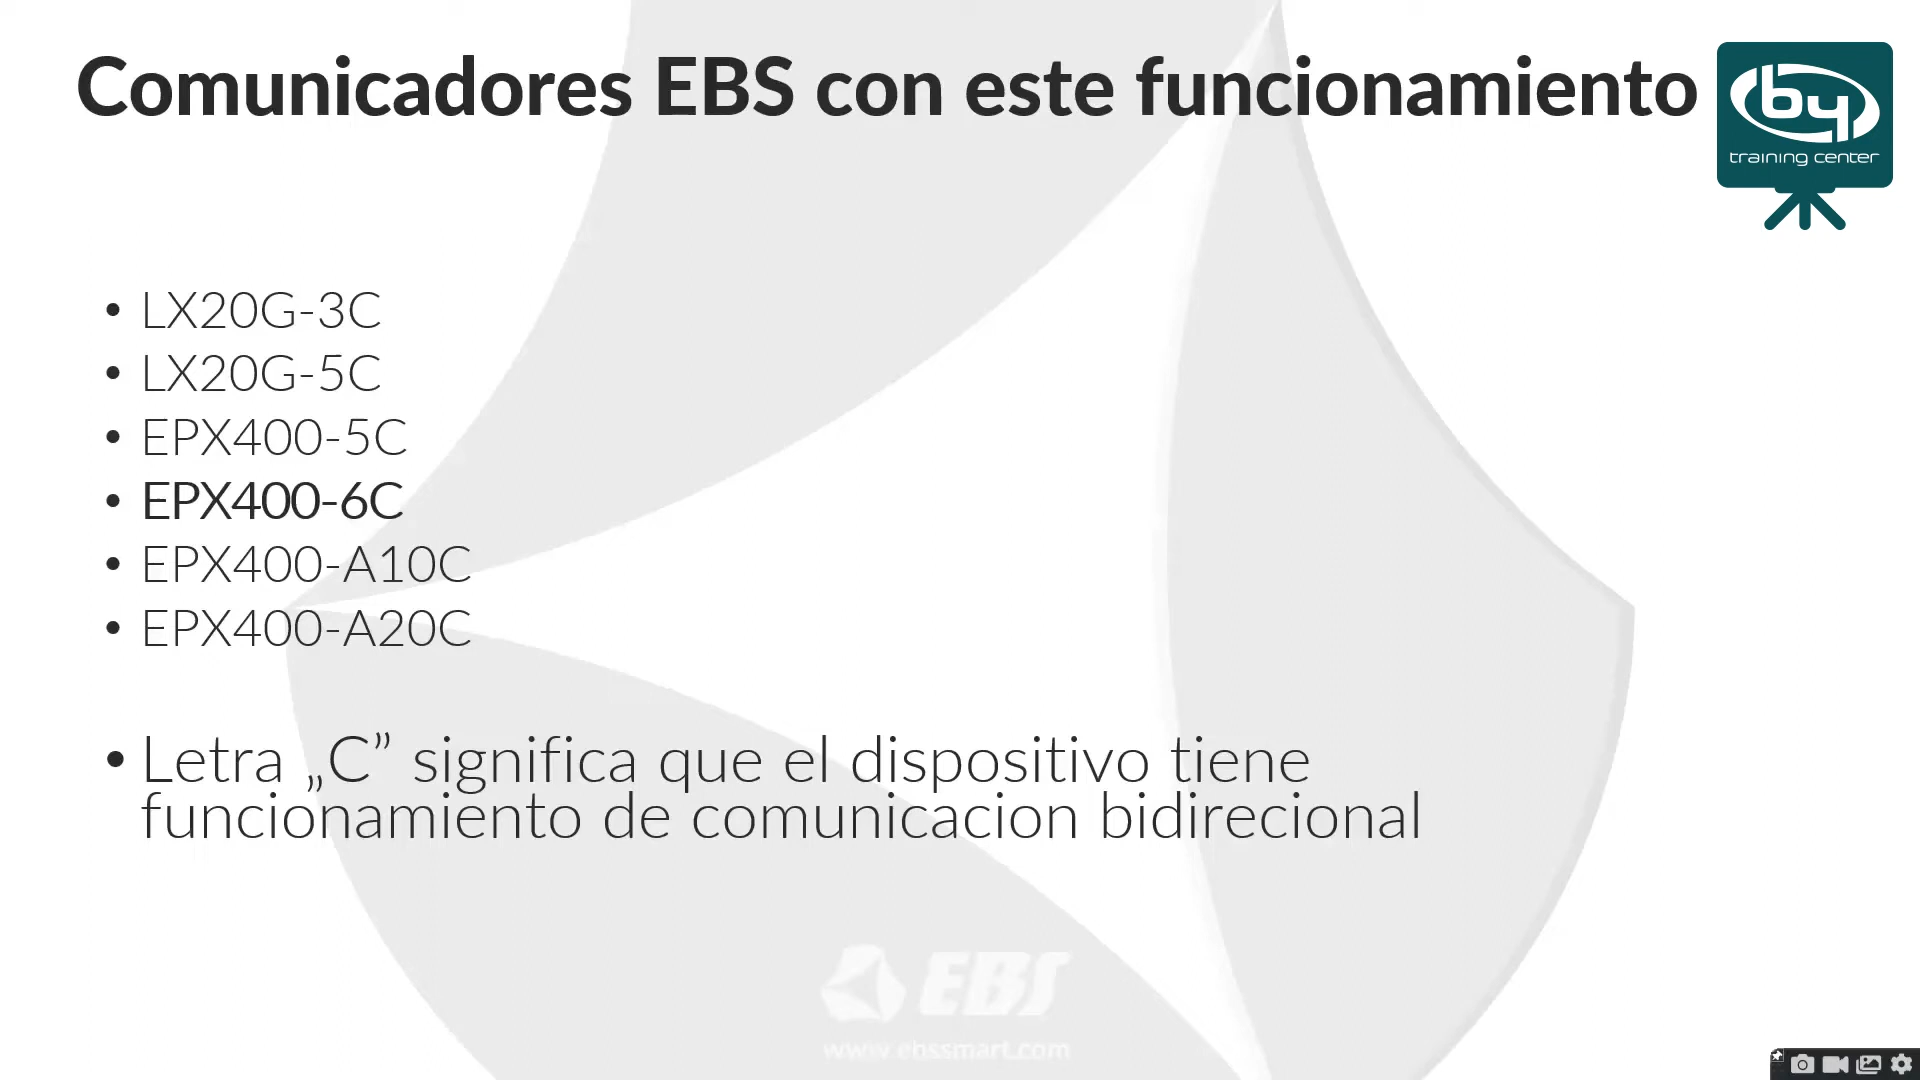 Comunicadores EBS con este funcionamiento
by
training center
• LX20G-3C
• LX20G-5C
• EPX400-5C
• EPX400-6C
• EPX400-A10C
• EPX400-A20C
• Letra „C” significa que el dispositivo tiene
funcionamiento de comunicacion bidirecional
EBS
www.ebssmart.com